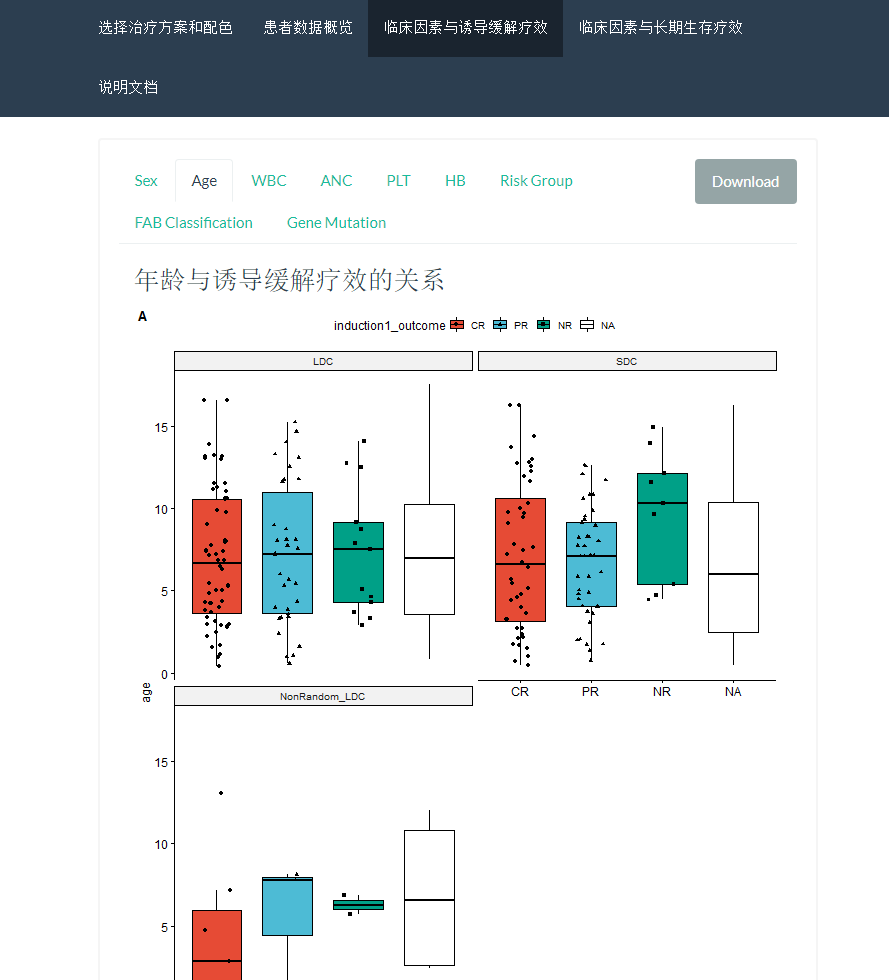 选择治疗方案和配色 患者数据概览 临床因素与诱导缓解疗效 临床因素与长期生存疗效
说明文档
Sex Age WBC ANC PLT HB Risk Group Download
FAB Classification Gene Mutation
年龄与诱导缓解疗效的关系
A
induction1_outcome CR PR NR NA
LDC SDC
15
10
5
0
CR PR NR NA
age
NonRandom_LDC
15
10
5